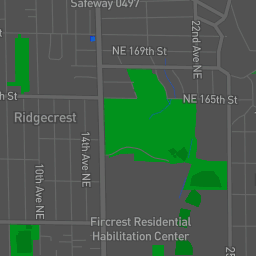 Safeway 0497
22nd Ave NE
NE 169th St
h St
NE 165th St
Ridgecrest
14th Ave NE
10th Ave NE
Fircrest Residential
Habilitation Center
25